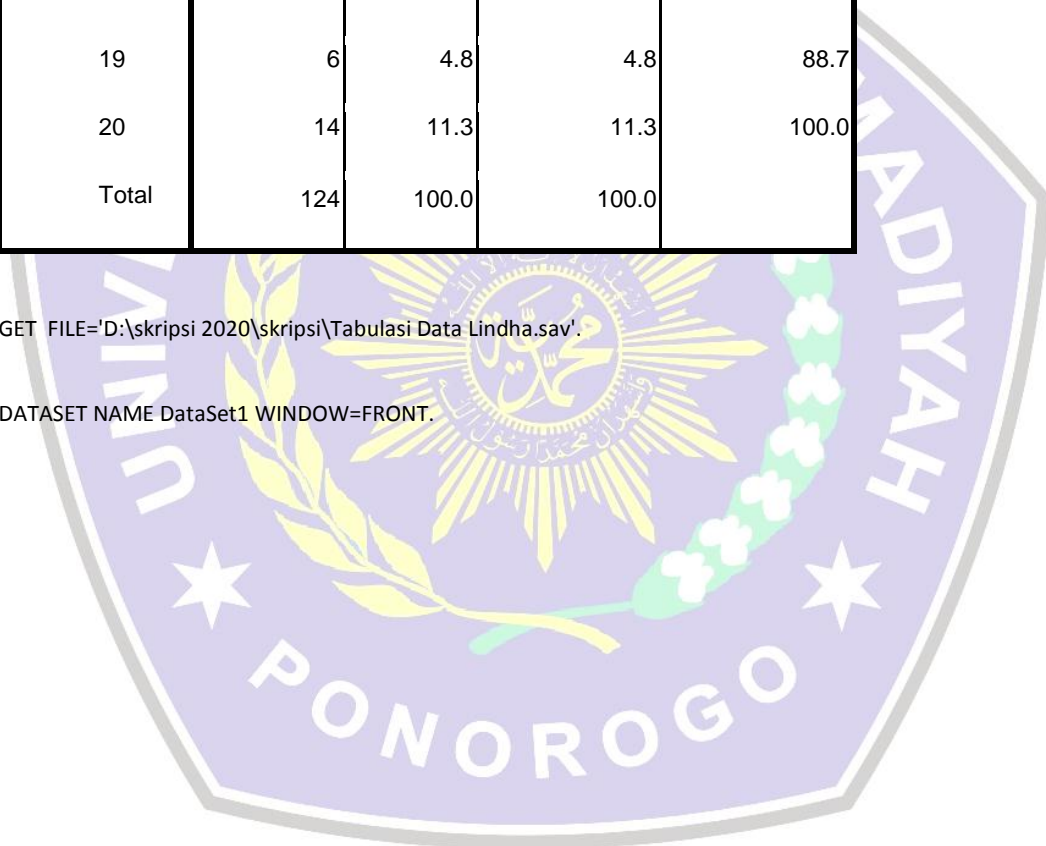 19 6 4.8 4.8 88.7
20 14 11.3 11.3 100.0
Total 124 100.0 100.0
GET FILE='D:\skripsi 2020\skripsi\Tabulasi Data Lindha.sav'.
DATASET NAME DataSet1 WINDOW=FRONT.
PONOROGO